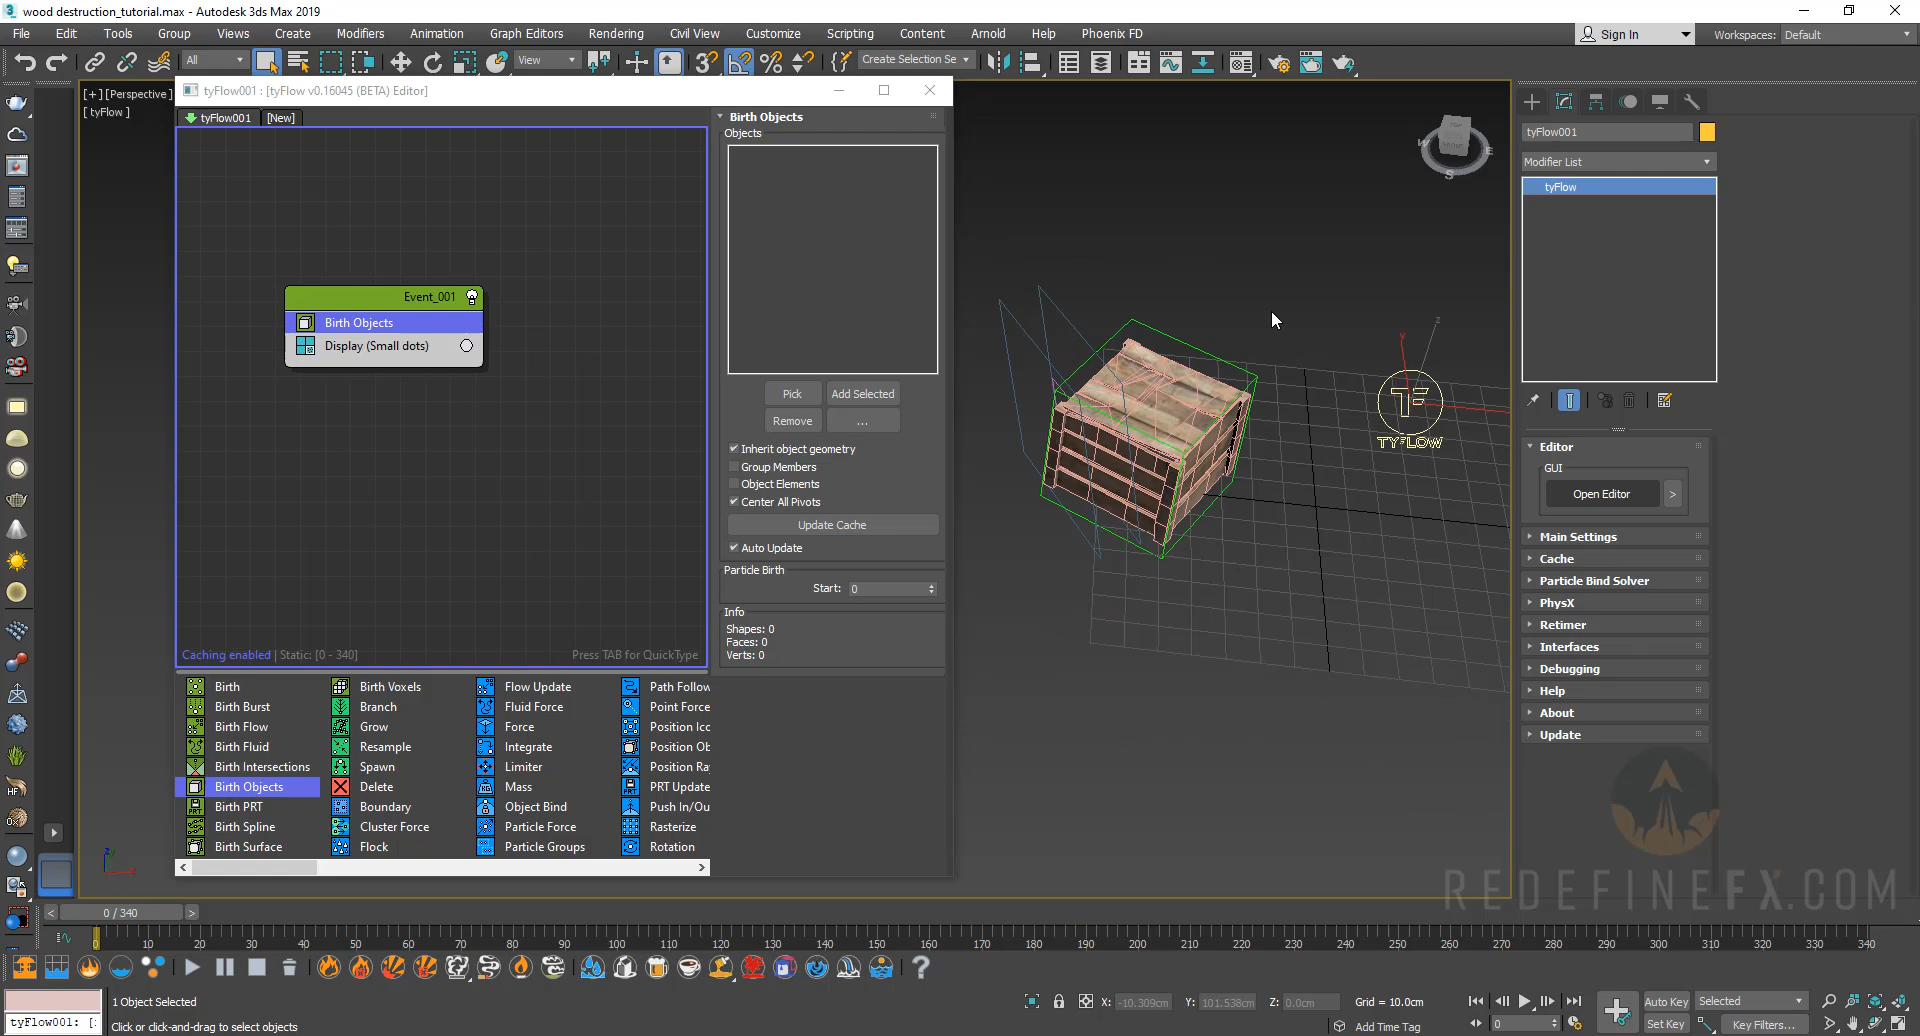 wood destruction_tutorial.max - Autodesk 3ds Max 2019
File Edit Tools Group Views Create Modifiers Animation Graph Editors Rendering Civil View Customize Scripting Content Arnold Help Phoenix FD
Sign In Workspaces: Default
All View Create Selection Se
[+] [Perspective]
[ tyFlow ]
tyFlow001 : [tyFlow v0.16045 (BETA) Editor]
tyFlow001 [New]
Event_001
Birth Objects
Display (Small dots)
Caching enabled | Static: [0 - 340] Press TAB for QuickType
Birth Objects
Objects
Pick Add Selected
Remove ...
Inherit object geometry
Group Members
Object Elements
Center All Pivots
Update Cache
Auto Update
Particle Birth
Start: 0
Info
Shapes: 0
Faces: 0
Verts: 0
Birth Birth Voxels Flow Update Path Follow
Birth Burst Branch Fluid Force Point Force
Birth Flow Grow Force Position Ico
Birth Fluid Resample Integrate Position Ob
Birth Intersections Spawn Limiter Position Ra
Birth Objects Delete Mass PRT Update
Birth PRT Boundary Object Bind Push In/Ou
Birth Spline Cluster Force Particle Force Rasterize
Birth Surface Flock Particle Groups Rotation
W E
S
y z
TYFLOW
tyFlow001
Modifier List
tyFlow
Editor
GUI
Open Editor >
Main Settings
Cache
Particle Bind Solver
PhysX
Retimer
Interfaces
Debugging
Help
About
Update
REDEFINEFX.COM
< 0 / 340 >
0 10 20 30 40 50 60 70 80 90 100 110 120 130 140 150 160 170 180 190 200 210 220 230 240 250 260 270 280 290 300 310 320 330 340
1 Object Selected
X: -10.309cm Y: 101.538cm Z: 0.0cm Grid = 10.0cm
Auto Key Selected
tyFlow001: [
Click or click-and-drag to select objects
Add Time Tag
0
Set Key Key Filters...